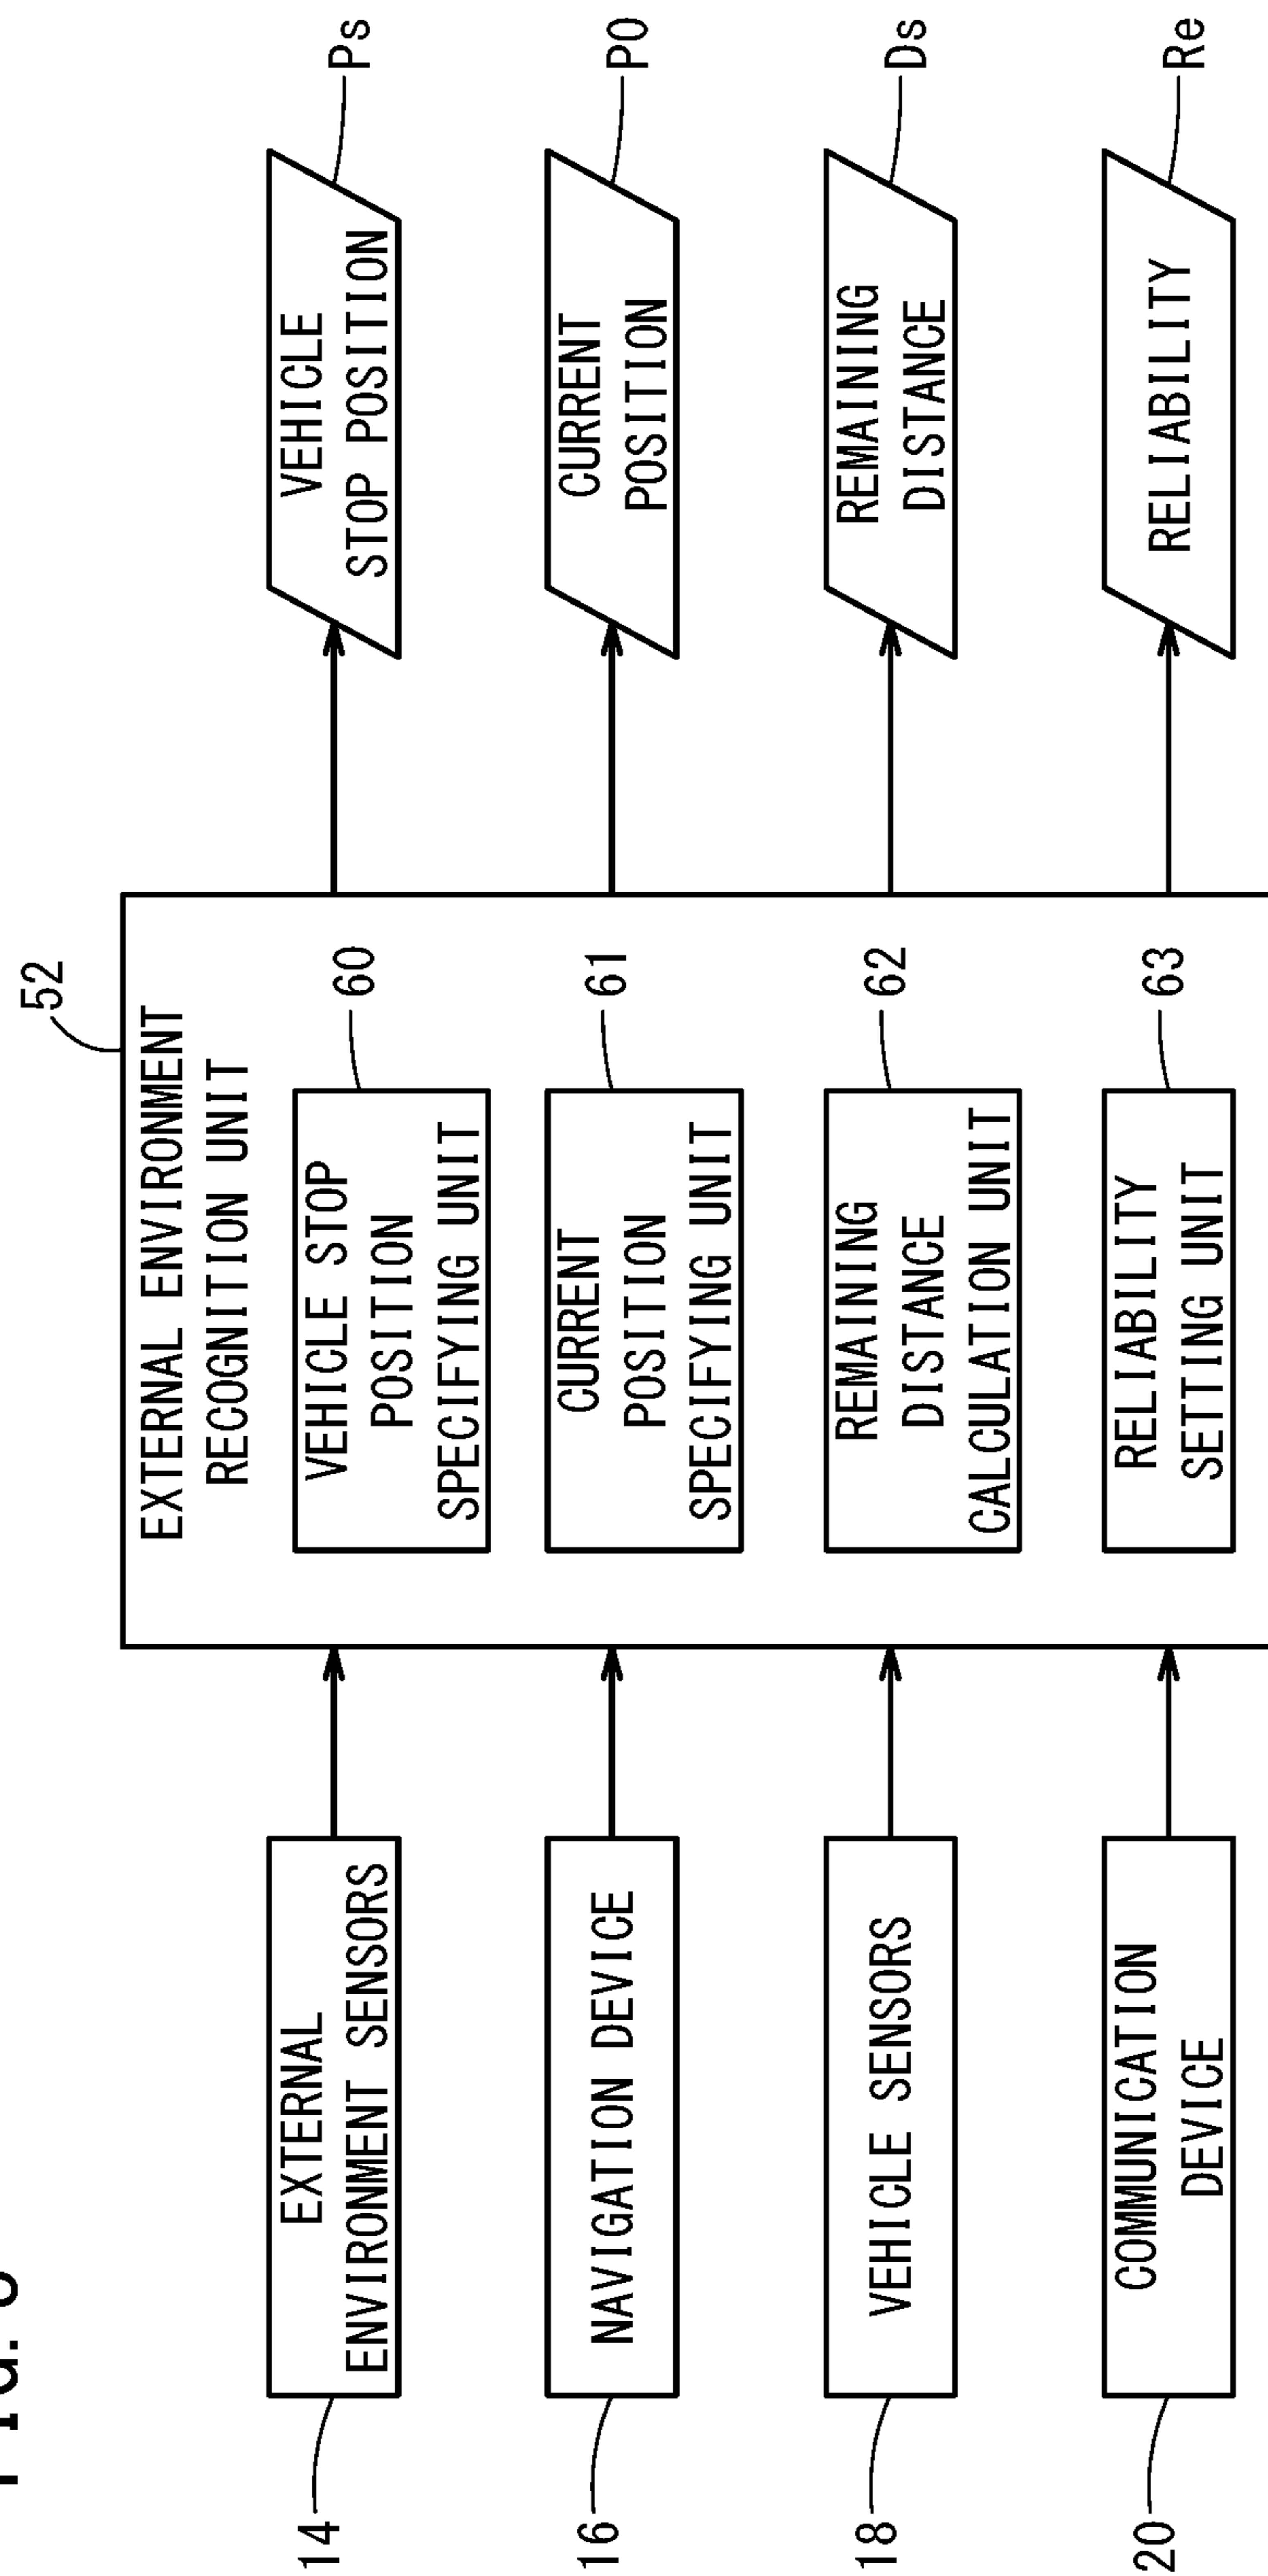 FIG.
52
EXTERNAL ENVIRONMENT
RECOGNITION UNIT
14
EXTERNAL
ENVIRONMENT SENSORS
60
VEHICLE STOP
POSITION
SPECIFYING UNIT
VEHICLE
STOP POSITION
Ps
16
NAVIGATION DEVICE
61
CURRENT
POSITION
SPECIFYING UNIT
CURRENT
POSITION
P0
18
VEHICLE SENSORS
62
REMAINING
DISTANCE
CALCULATION UNIT
REMAINING
DISTANCE
Ds
20
COMMUNICATION
DEVICE
63
RELIABILITY
SETTING UNIT
RELIABILITY
Re